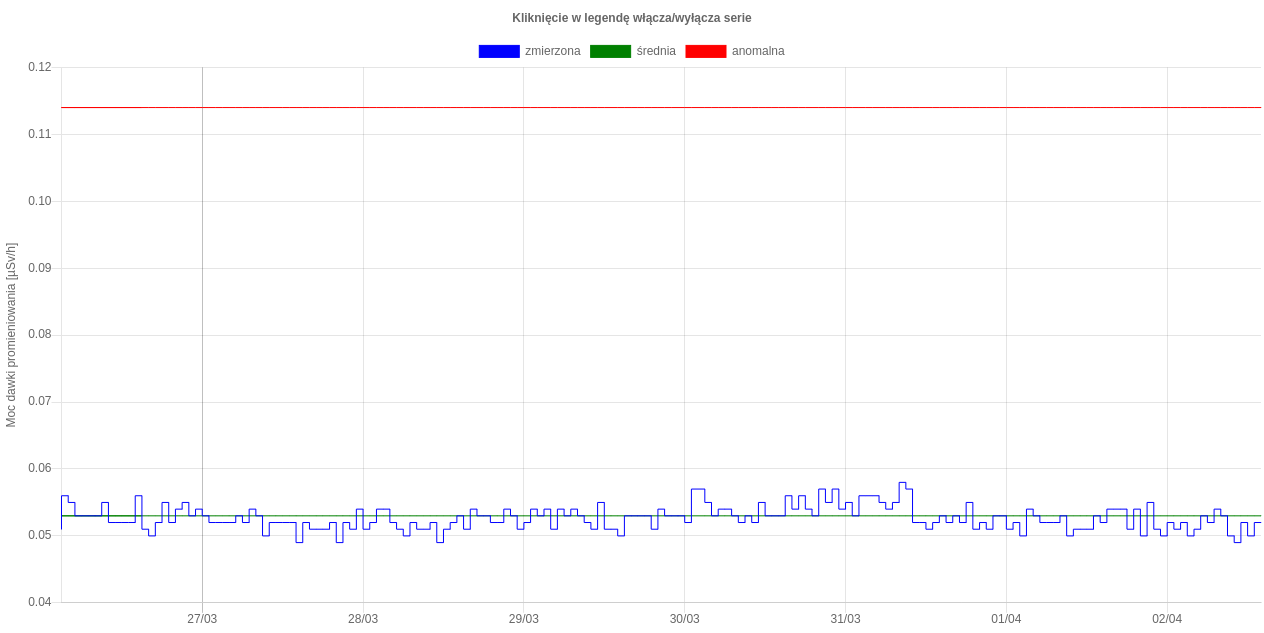 Kliknięcie w legendę włącza/wyłącza serie
zmierzona średnia anomalna
Moc dawki promieniowania [µSv/h]
0.12
0.11
0.10
0.09
0.08
0.07
0.06
0.05
0.04
27/03 28/03 29/03 30/03 31/03 01/04 02/04